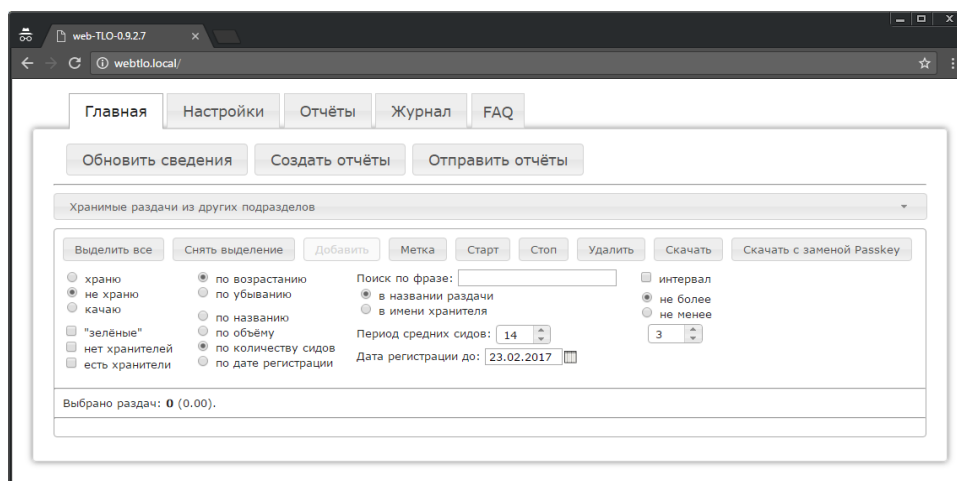 web-TLO-0.9.2.7
webtlo.local/
Главная Настройки Отчёты Журнал FAQ
Обновить сведения Создать отчёты Отправить отчёты
Хранимые раздачи из других подразделов
Выделить все Снять выделение Добавить Метка Старт Стоп Удалить Скачать Скачать с заменой Passkey
храню по возрастанию Поиск по фразе: интервал
не храню по убыванию в названии раздачи не более
качаю по названию в имени хранителя не менее
"зелёные" по объёму Период средних сидов: 14 3
нет хранителей по количеству сидов Дата регистрации до: 23.02.2017
есть хранители по дате регистрации
Выбрано раздач: 0 (0.00).